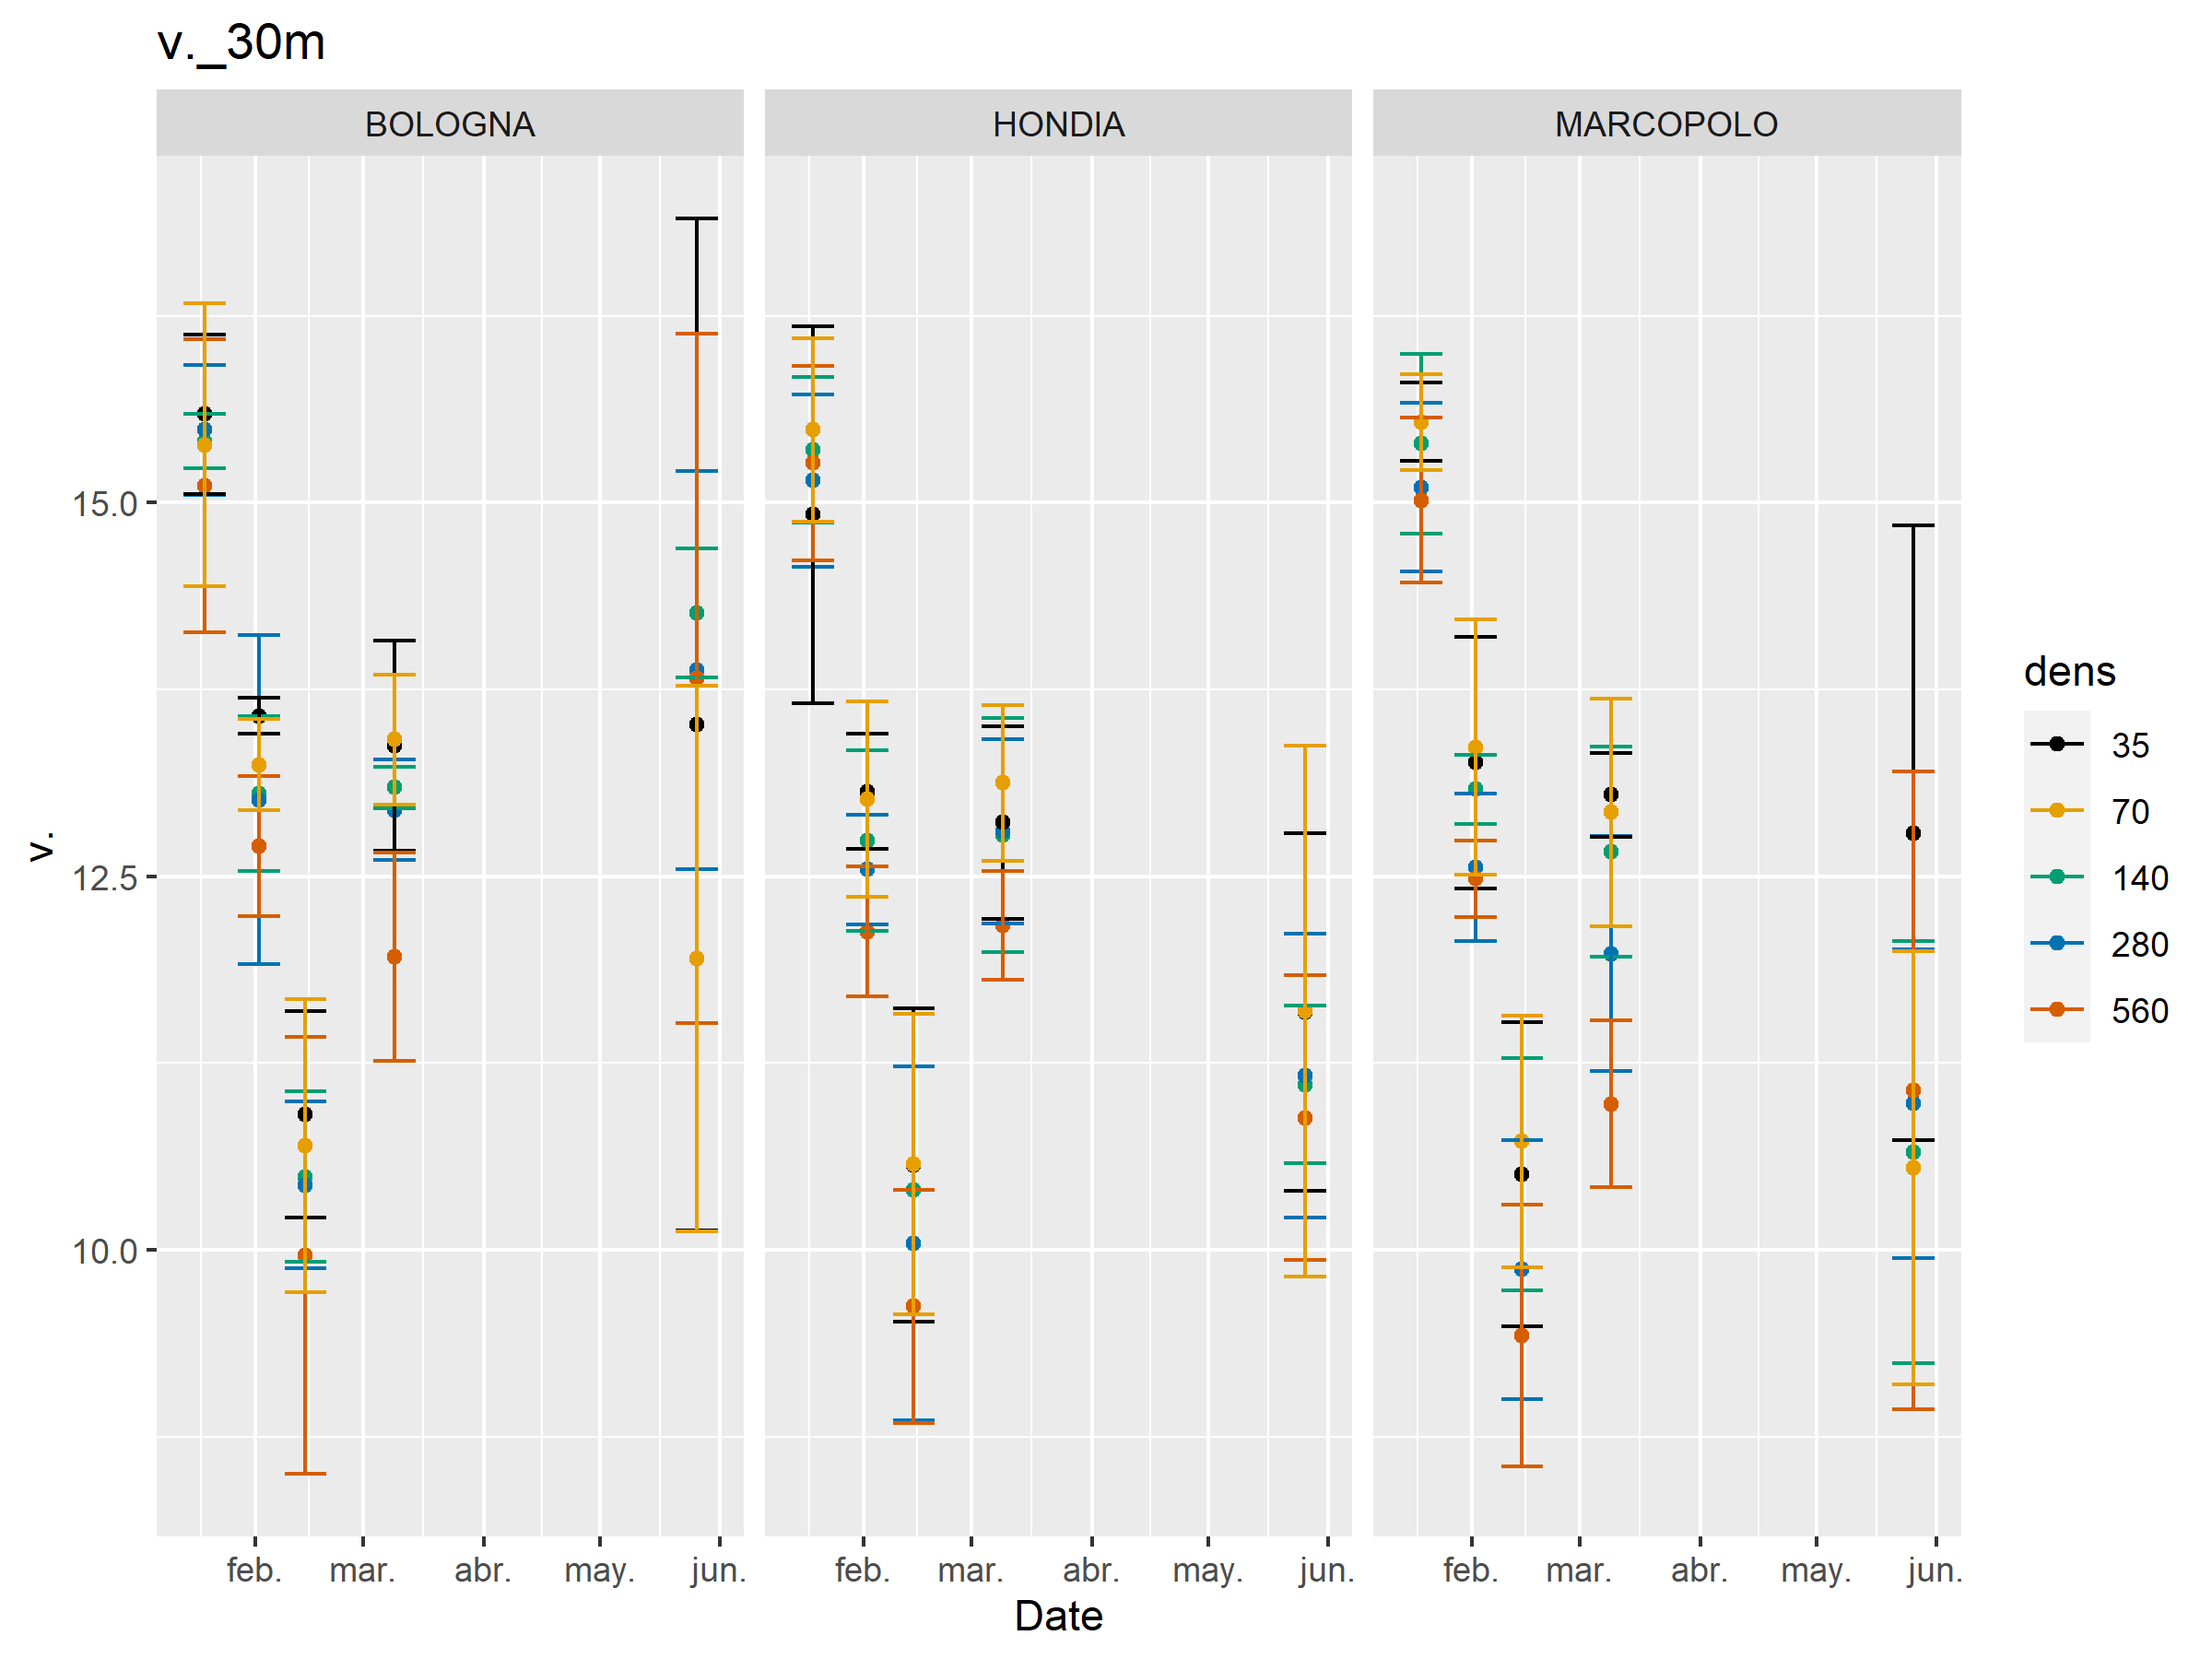 v._30m
BOLOGNA HONDIA MARCOPOLO
15.0
12.5
10.0
v.
feb. mar. abr. may. jun. feb. mar. abr. may. jun. feb. mar. abr. may. jun.
Date
dens
35
70
140
280
560